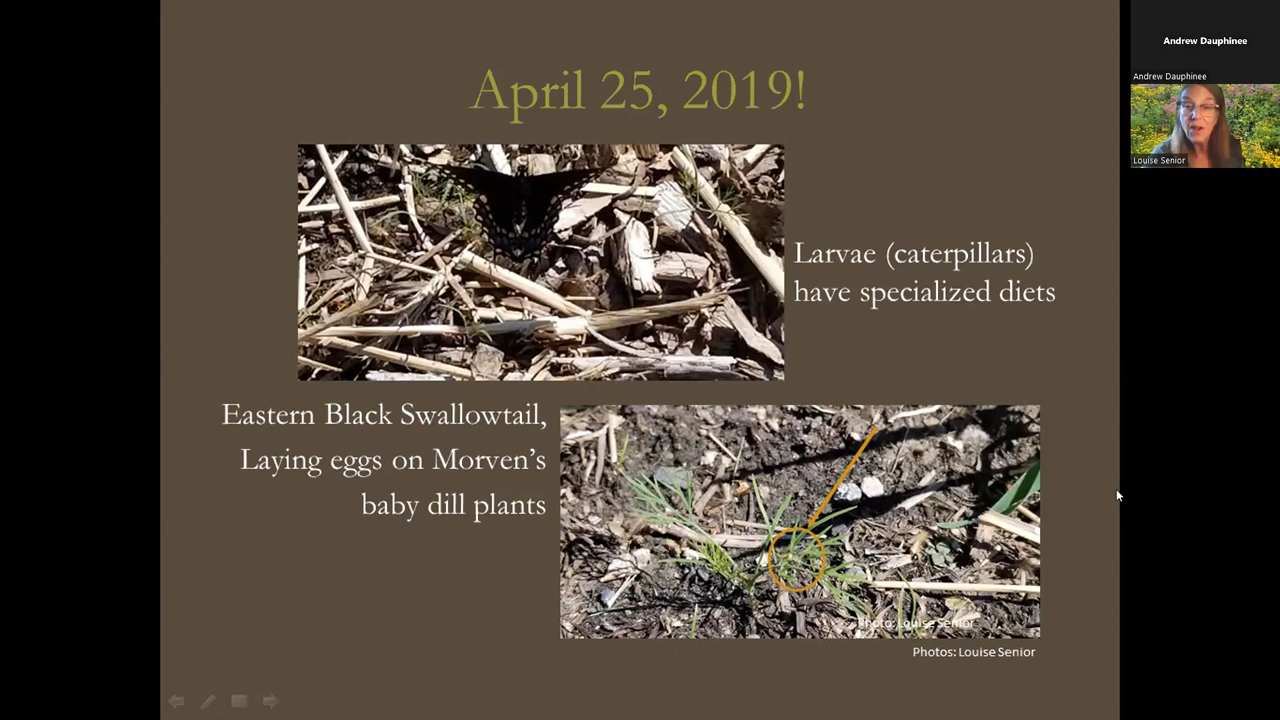 April 25, 2019!
Larvae (caterpillars)
have specialized diets
Eastern Black Swallowtail,
Laying eggs on Morven's
baby dill plants
Photo: Louise Senior
Photos: Louise Senior
Andrew Dauphinee
Andrew Dauphinee
Louise Senior